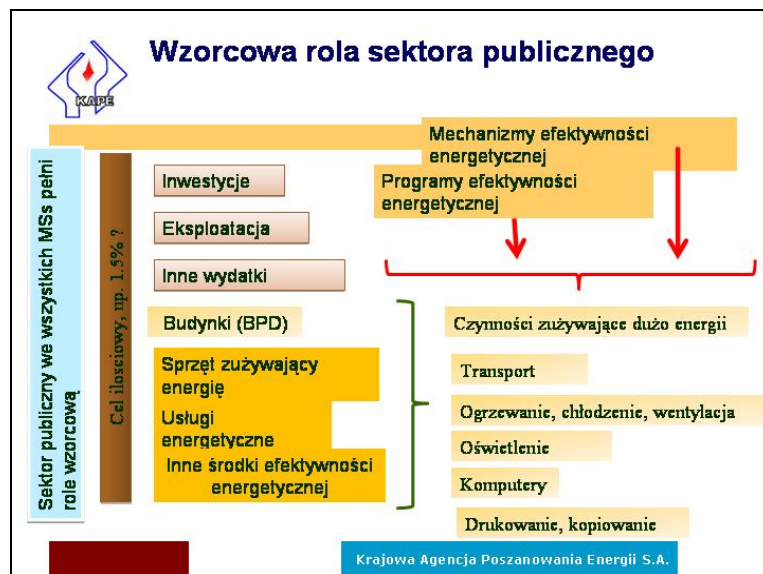 Wzorcowa rola sektora publicznego
KAPE
Mechanizmy efektywności
energetycznej
Programy efektywności
energetycznej
Sektor publiczny we wszystkich MSs pełni
role wzorcową
Cel ilosciowy, np. 1.5% ?
Inwestycje
Eksploatacja
Inne wydatki
Budynki (BPD)
Sprzęt zużywający
energię
Usługi
energetyczne
Inne środki efektywności
energetycznej
Czynności zużywające dużo energii
Transport
Ogrzewanie, chłodzenie, wentylacja
Oświetlenie
Komputery
Drukowanie, kopiowanie
Krajowa Agencja Poszanowania Energii S.A.